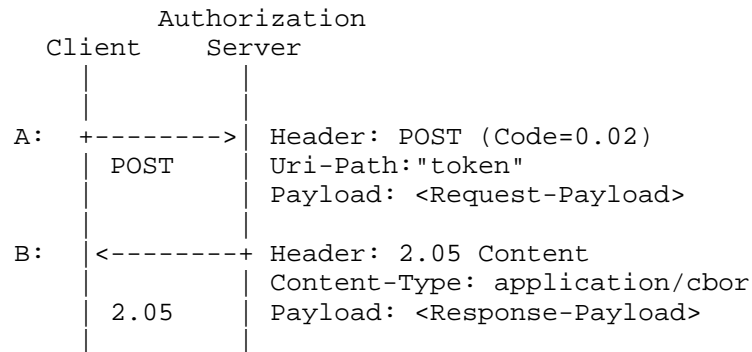 Authorization
Client Server
A: +-------->| Header: POST (Code=0.02)
| POST | Uri-Path:"token"
| | Payload: <Request-Payload>
B: |<--------+ Header: 2.05 Content
| | Content-Type: application/cbor
| 2.05 | Payload: <Response-Payload>